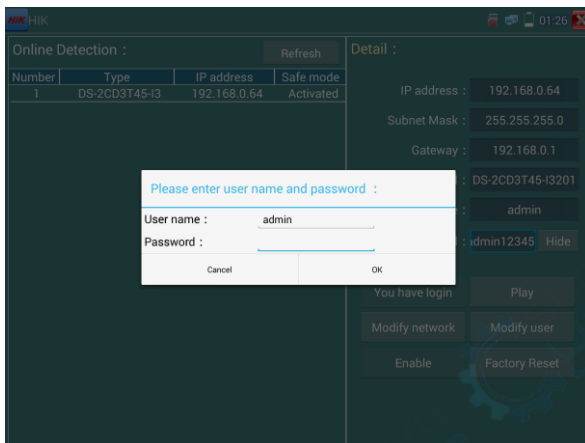 HIK HIK 01:26
Online Detection : Refresh
Number Type IP address Safe mode
1 DS-2CD3T45-I3 192.168.0.64 Activated
Detail :
IP address : 192.168.0.64
Subnet Mask : 255.255.255.0
Gateway : 192.168.0.1
: DS-2CD3T45-I3201
: admin
: dmin12345 Hide
You have login Play
Modify network Modify user
Enable Factory Reset
Please enter user name and password :
User name : admin
Password :
Cancel OK